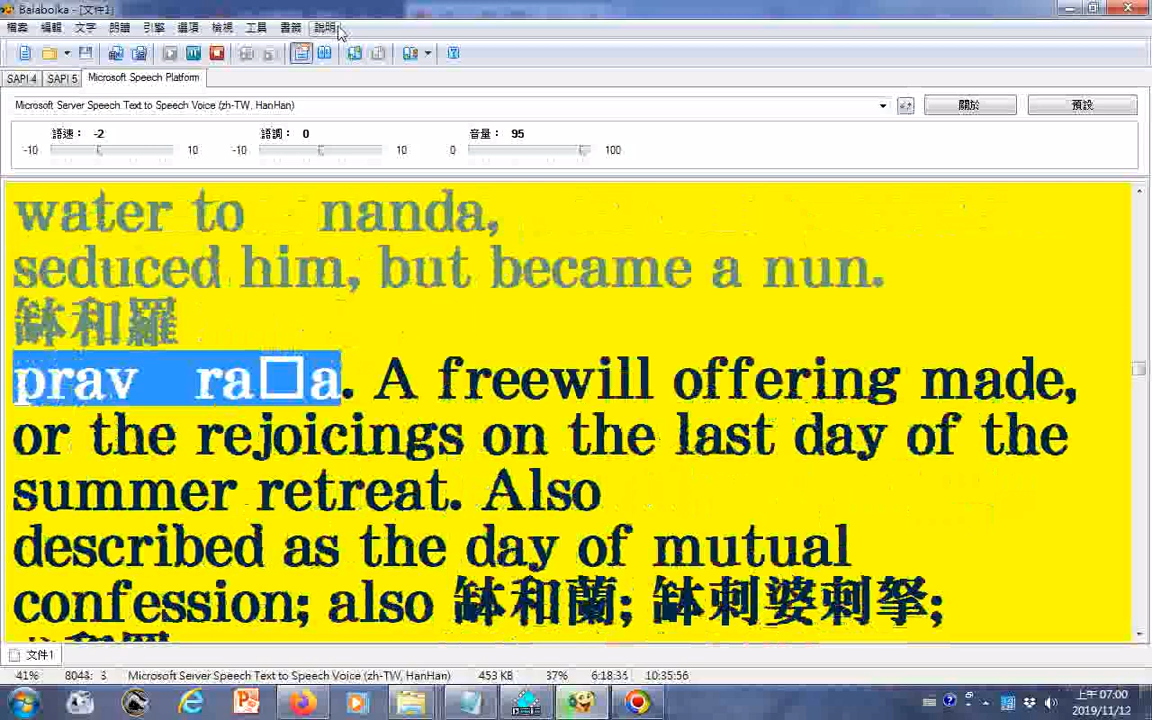 Balabolka - [文件1]
檔案 編輯 文字 朗讀 引擎 選項 檢視 工具 書籤 說明
SAPI 4 SAPI 5 Microsoft Speech Platform
Microsoft Server Speech Text to Speech Voice (zh-TW, HanHan) 關於 預設
語速： -2 語調： 0 音量： 95
-10 10 -10 10 0 100
water to nanda,
seduced him, but became a nun.
缽和羅
prav ra□a. A freewill offering made,
or the rejoicings on the last day of the
summer retreat. Also
described as the day of mutual
confession; also 缽和蘭; 缽刺婆刺拏;
和羅
文件1
41% 8043: 3 Microsoft Server Speech Text to Speech Voice (zh-TW, HanHan) 453 KB 37% 6:18:35 10:35:56
上午 07:00
2019/11/12